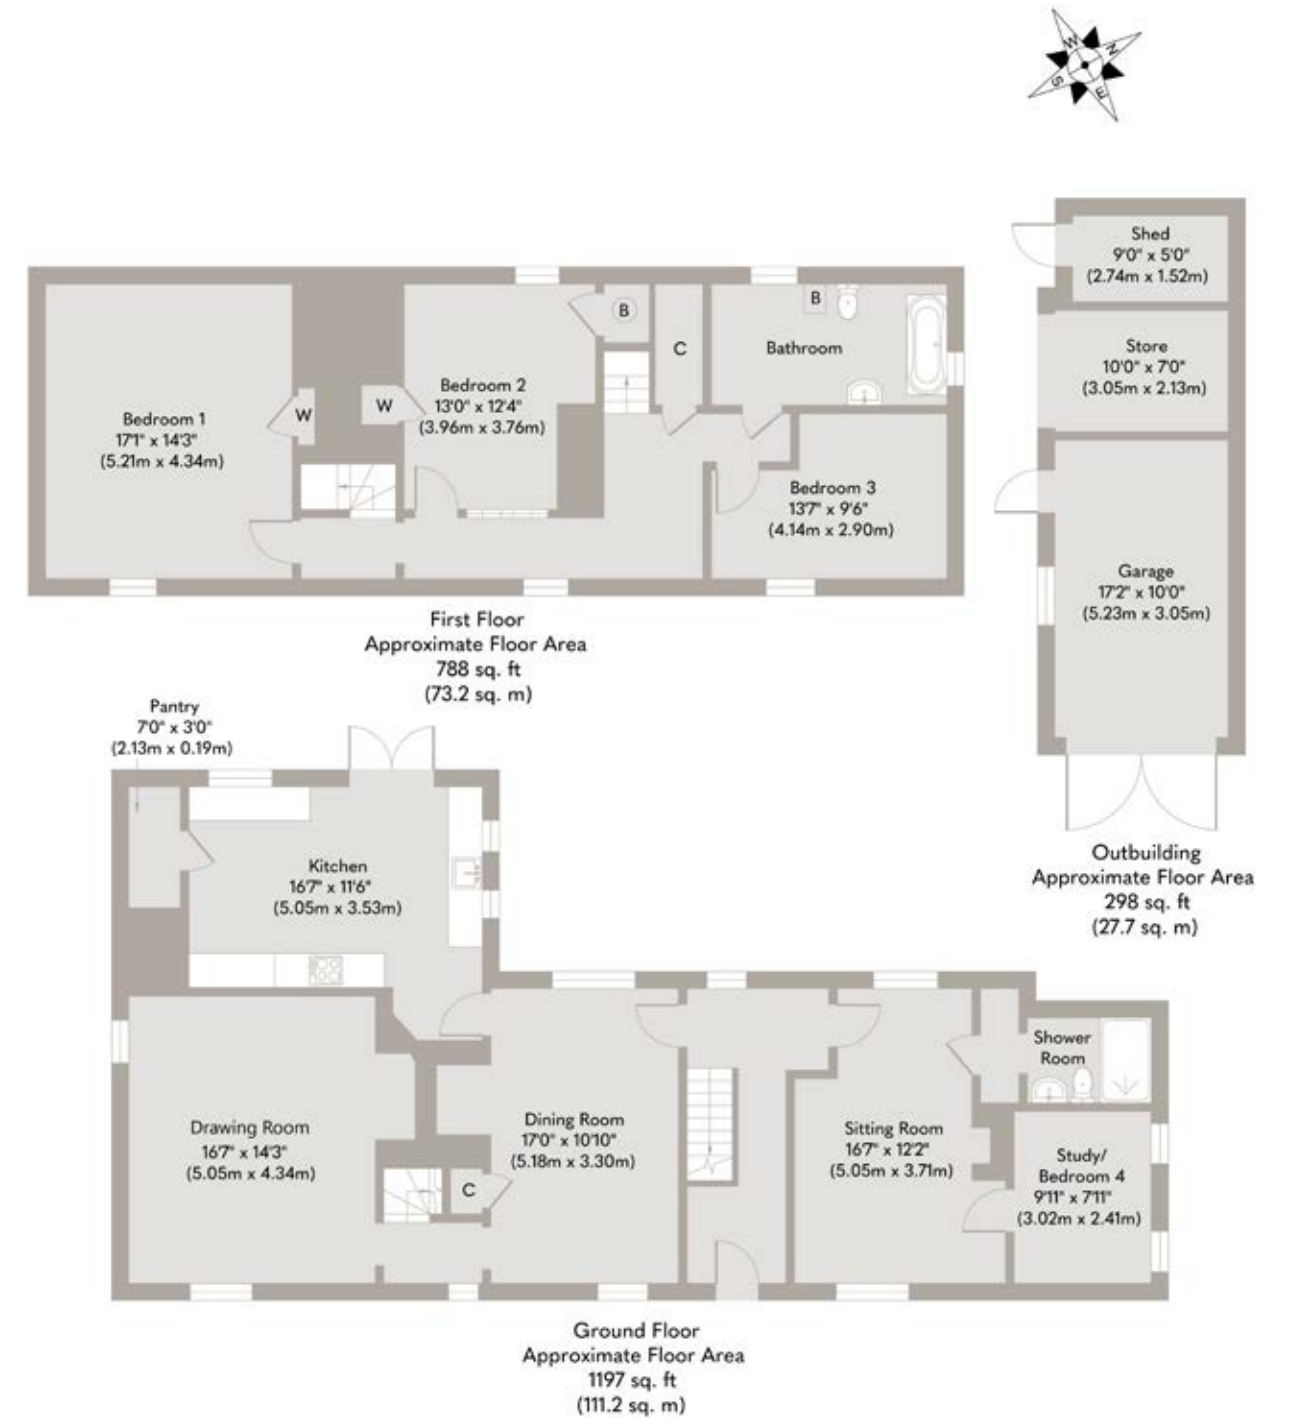 W
N
S
E
Shed
9'0" x 5'0"
(2.74m x 1.52m)
Store
10'0" x 7'0"
(3.05m x 2.13m)
Garage
17'2" x 10'0"
(5.23m x 3.05m)
Outbuilding
Approximate Floor Area
298 sq. ft
(27.7 sq. m)
Bedroom 1
17'1" x 14'3"
(5.21m x 4.34m)
W
W
Bedroom 2
13'0" x 12'4"
(3.96m x 3.76m)
B
C
B
Bathroom
Bedroom 3
13'7" x 9'6"
(4.14m x 2.90m)
First Floor
Approximate Floor Area
788 sq. ft
(73.2 sq. m)
Pantry
7'0" x 3'0"
(2.13m x 0.19m)
Kitchen
16'7" x 11'6"
(5.05m x 3.53m)
Drawing Room
16'7" x 14'3"
(5.05m x 4.34m)
C
Dining Room
17'0" x 10'10"
(5.18m x 3.30m)
Sitting Room
16'7" x 12'2"
(5.05m x 3.71m)
Shower
Room
Study/
Bedroom 4
9'11" x 7'11"
(3.02m x 2.41m)
Ground Floor
Approximate Floor Area
1197 sq. ft
(111.2 sq. m)